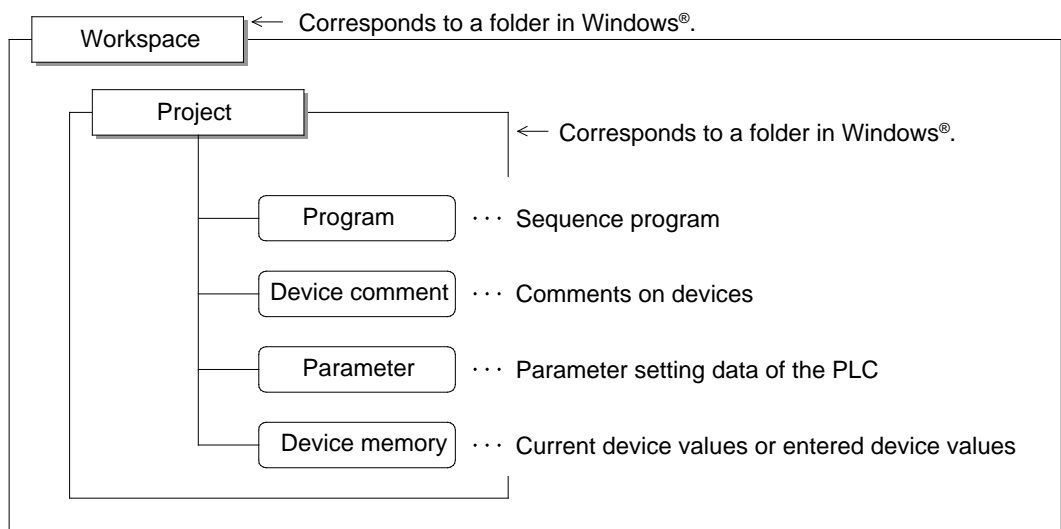 Workspace
← Corresponds to a folder in Windows®.
Project
← Corresponds to a folder in Windows®.
Program ··· Sequence program
Device comment ··· Comments on devices
Parameter ··· Parameter setting data of the PLC
Device memory ··· Current device values or entered device values